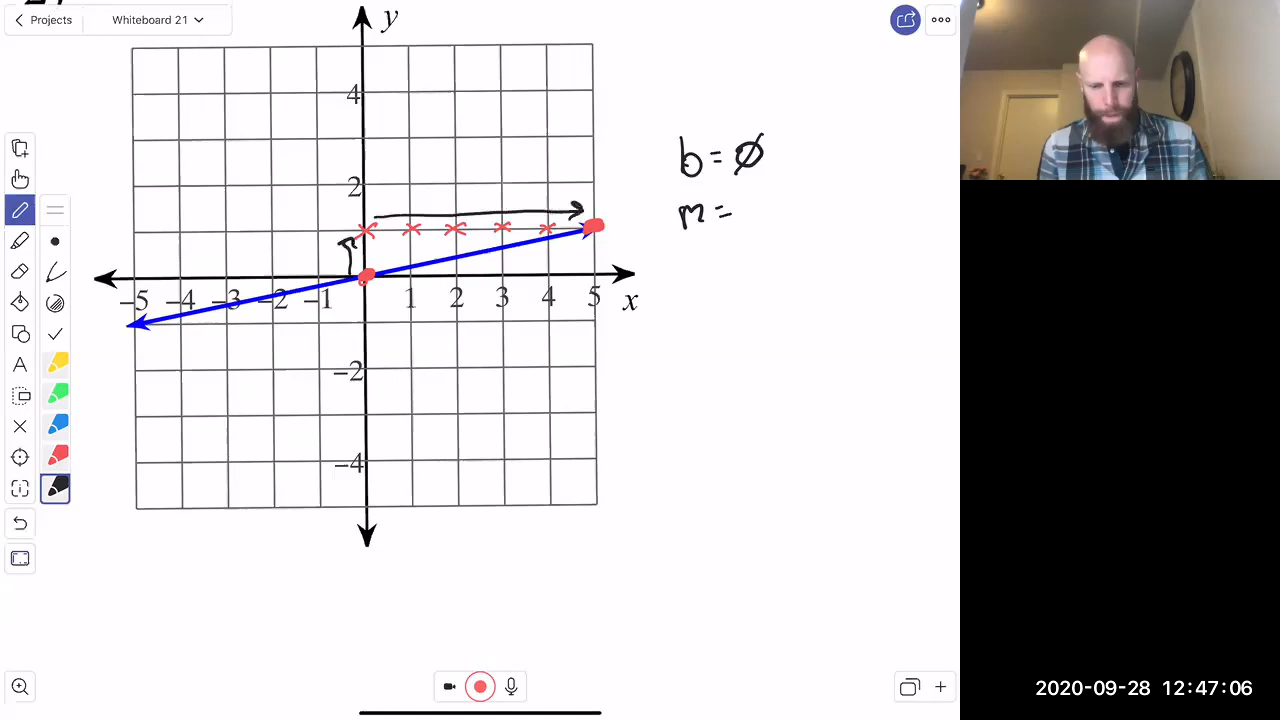 Projects
Whiteboard 21
y
4
2
-5 -4 -3 -2 -1 1 2 3 4 5
x
-2
-4
b = ∅
m =
A
2020-09-28 12:47:06